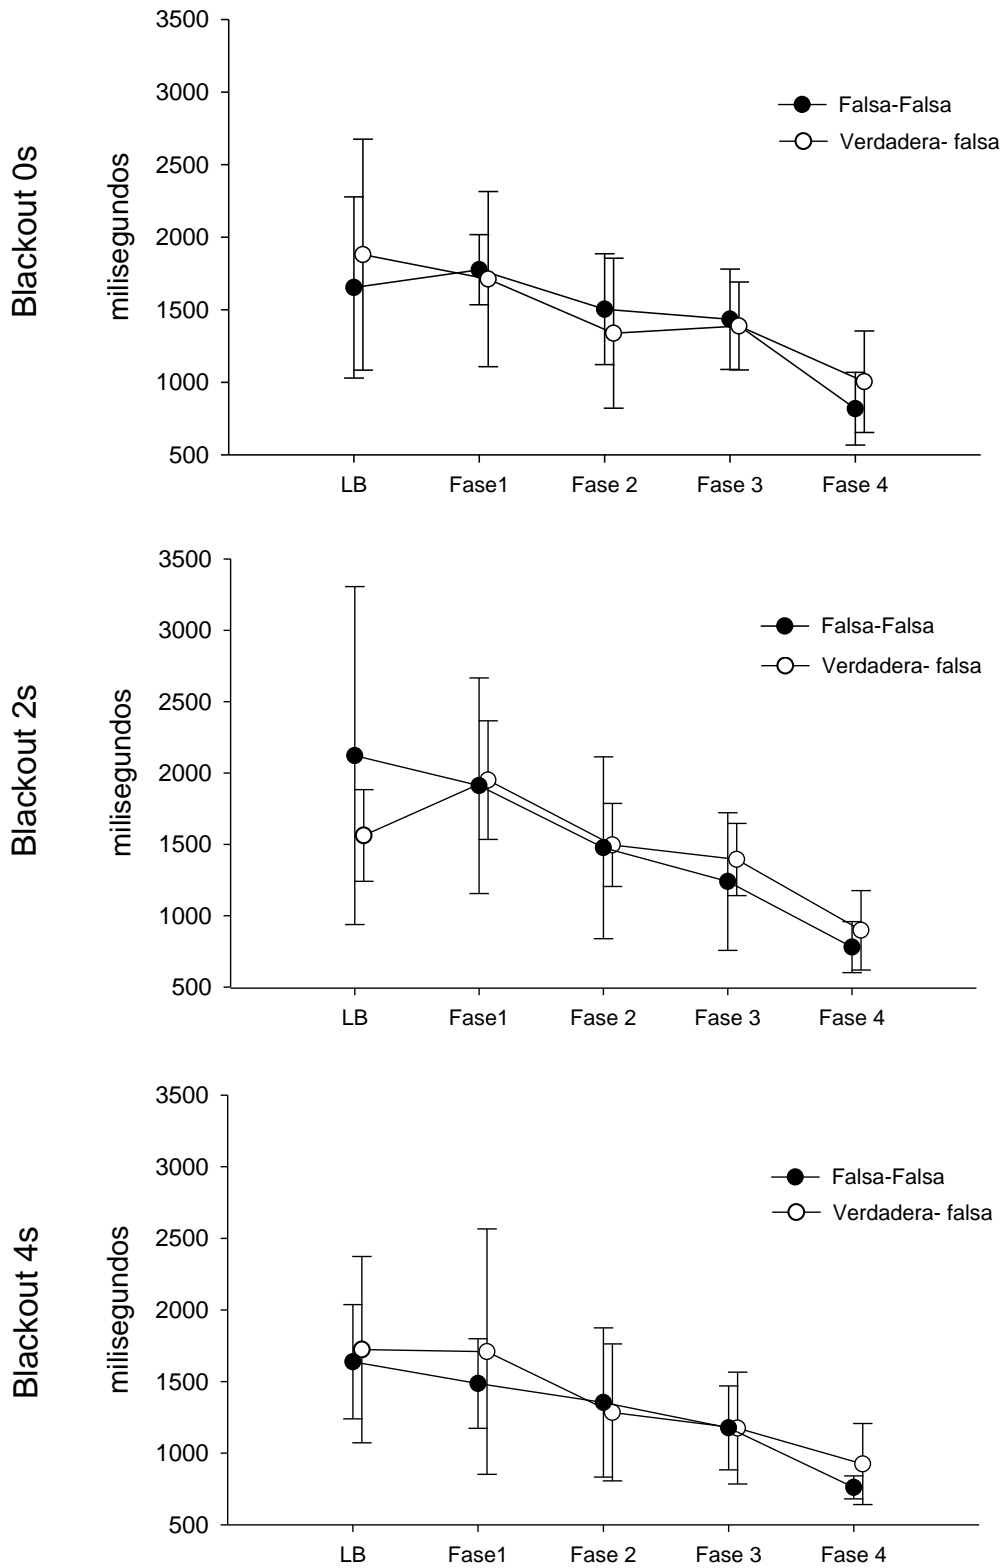 Blackout 0s
milisegundos
3500
3000
2500
2000
1500
1000
500
Falsa-Falsa
Verdadera- falsa
LB Fase1 Fase 2 Fase 3 Fase 4
Blackout 2s
milisegundos
3500
3000
2500
2000
1500
1000
500
Falsa-Falsa
Verdadera- falsa
LB Fase1 Fase 2 Fase 3 Fase 4
Blackout 4s
milisegundos
3500
3000
2500
2000
1500
1000
500
Falsa-Falsa
Verdadera- falsa
LB Fase1 Fase 2 Fase 3 Fase 4